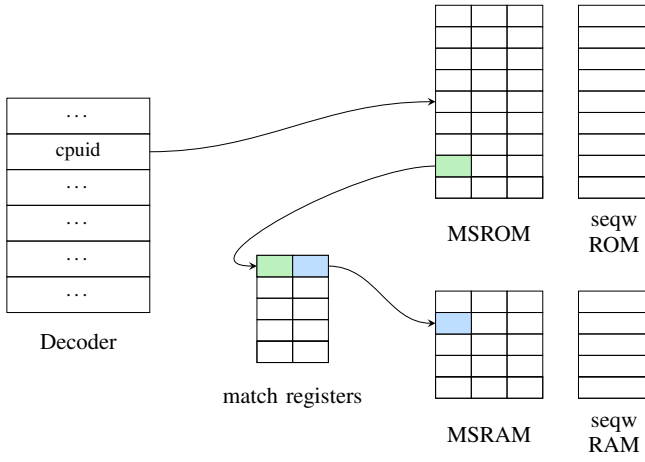 ...
cpuid
...
...
...
...
Decoder
match registers
MSROM
seqw
ROM
MSRAM
seqw
RAM